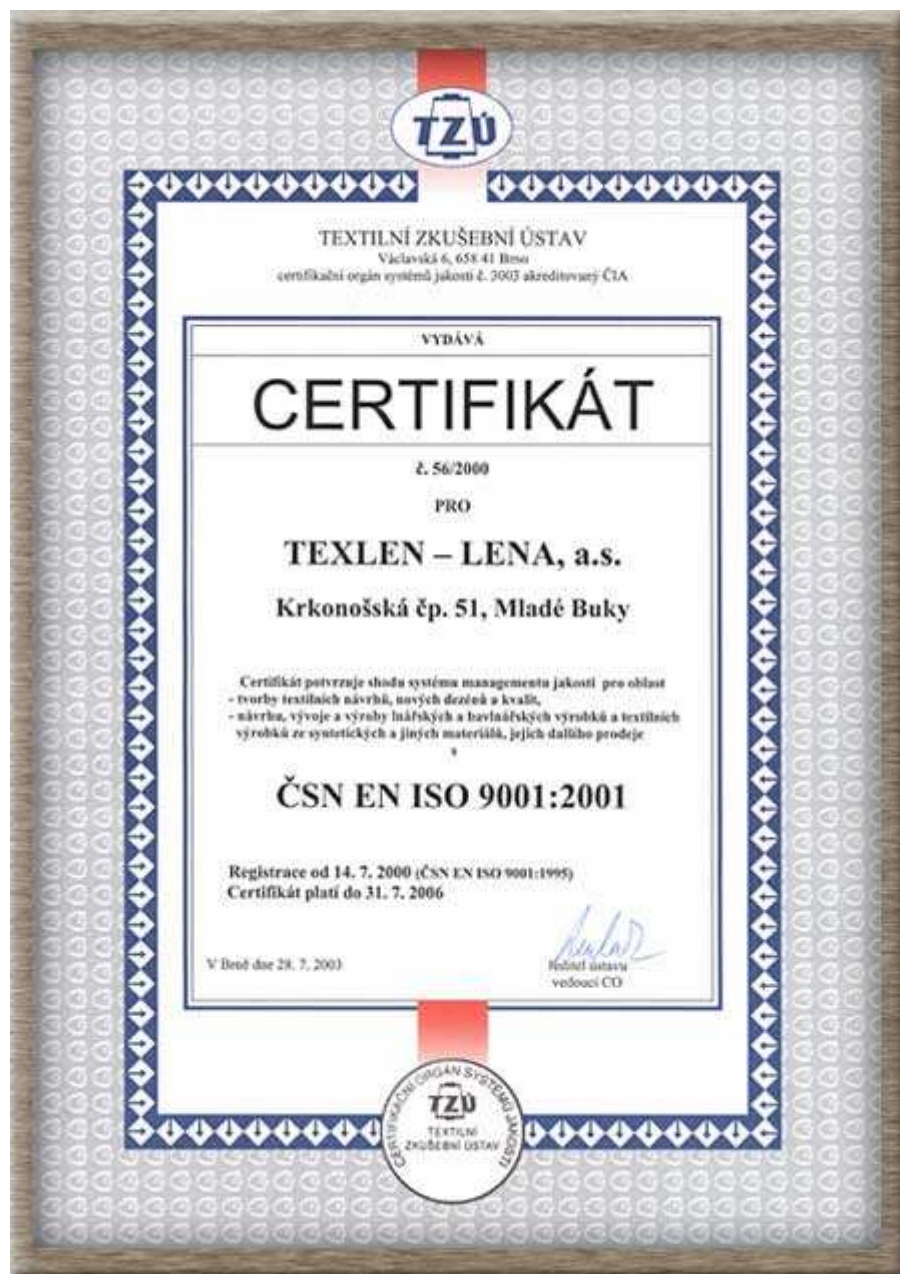 TZÚ
TEXTILNÍ ZKUŠEBNÍ ÚSTAV
Václavská 6, 658 41 Brno
certifikační orgán systémů jakosti č. 3003 akreditovaný ČIA
VYDÁVÁ
CERTIFIKÁT
č. 56/2000
PRO
TEXLEN – LENA, a.s.
Krkonošská čp. 51, Mladé Buky
Certifikát potvrzuje shodu systému managementu jakosti pro oblast
- tvorby textilních návrhů, nových dezénů a kvalit,
- návrhu, vývoje a výroby lnářských a bavlnářských výrobků a textilních
výrobků ze syntetických a jiných materiálů, jejich dalšího prodeje
s
ČSN EN ISO 9001:2001
Registrace od 14. 7. 2000 (ČSN EN ISO 9001:1995)
Certifikát platí do 31. 7. 2006
V Brně dne 28. 7. 2003
ředitel ústavu
vedoucí CO
CERTIFIKAČNÍ ORGÁN SYSTÉMŮ JAKOSTI
TZÚ
TEXTILNÍ
ZKUŠEBNÍ ÚSTAV